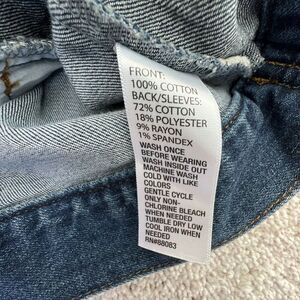 FRONT:
100% COTTON
BACK/SLEEVES:
72% COTTON
18% POLYESTER
9% RAYON
1% SPANDEX
WASH ONCE
BEFORE WEARING
WASH INSIDE OUT
MACHINE WASH
COLD WITH LIKE
COLORS
GENTLE CYCLE
ONLY NON-
CHLORINE BLEACH
WHEN NEEDED
TUMBLE DRY LOW
COOL IRON WHEN
NEEDED
RN#88083